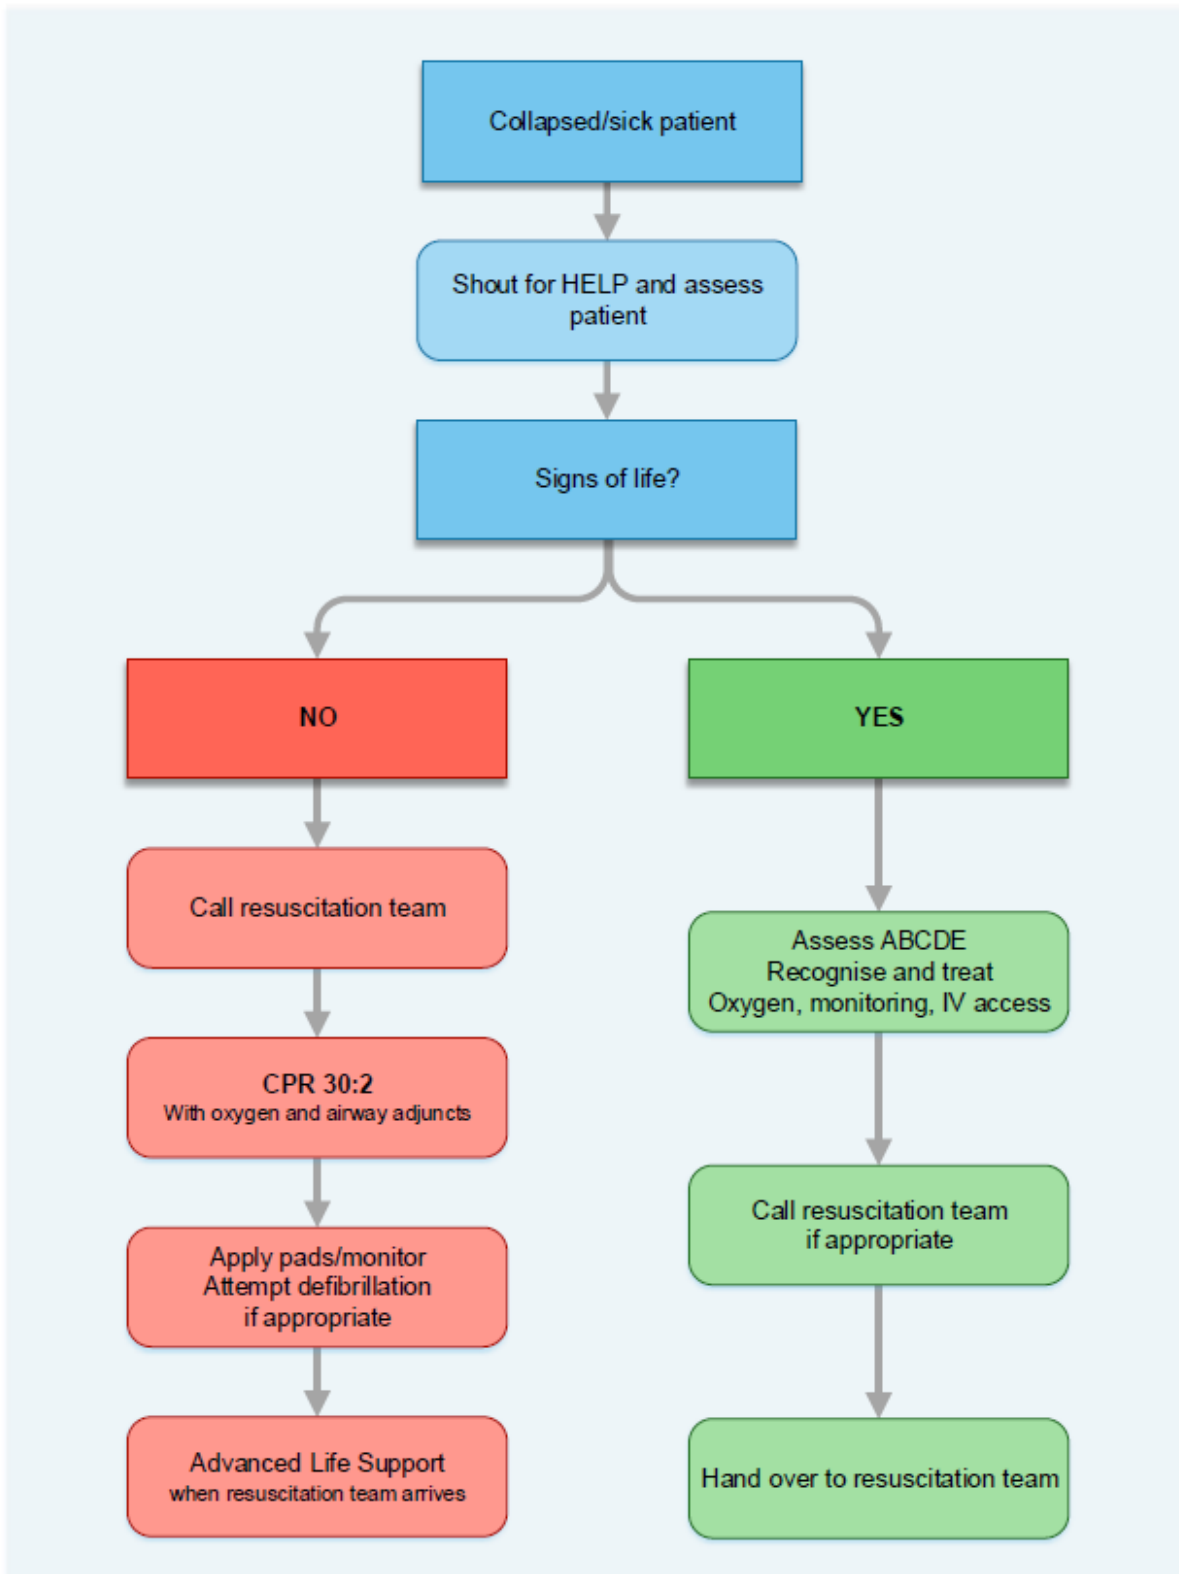 Collapsed/sick patient
Shout for HELP and assess
patient
Signs of life?
NO
YES
Call resuscitation team
CPR 30:2
With oxygen and airway adjuncts
Apply pads/monitor
Attempt defibrillation
if appropriate
Advanced Life Support
when resuscitation team arrives
Assess ABCDE
Recognise and treat
Oxygen, monitoring, IV access
Call resuscitation team
if appropriate
Hand over to resuscitation team